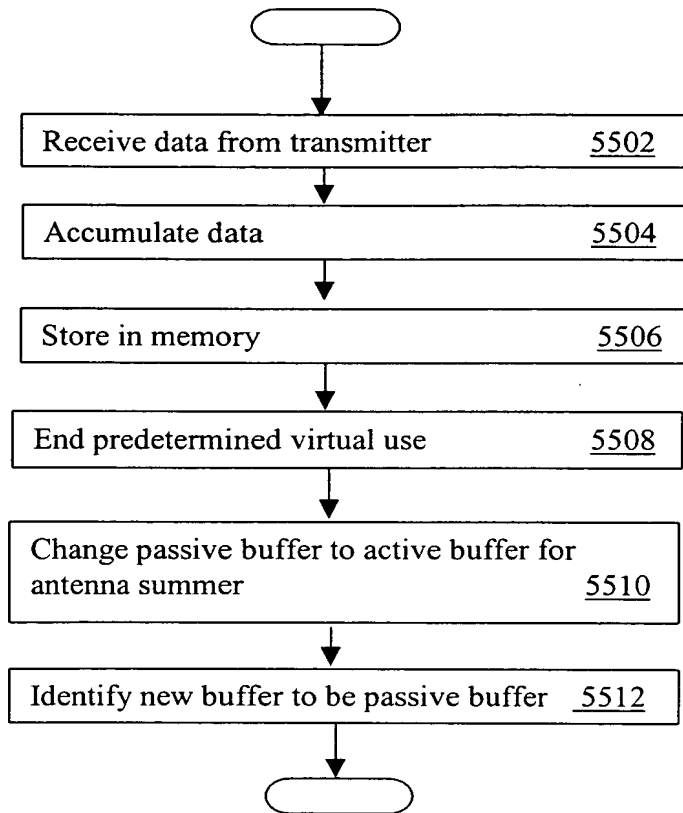 Receive data from transmitter 5502
Accumulate data 5504
Store in memory 5506
End predetermined virtual use 5508
Change passive buffer to active buffer for
antenna summer 5510
Identify new buffer to be passive buffer 5512